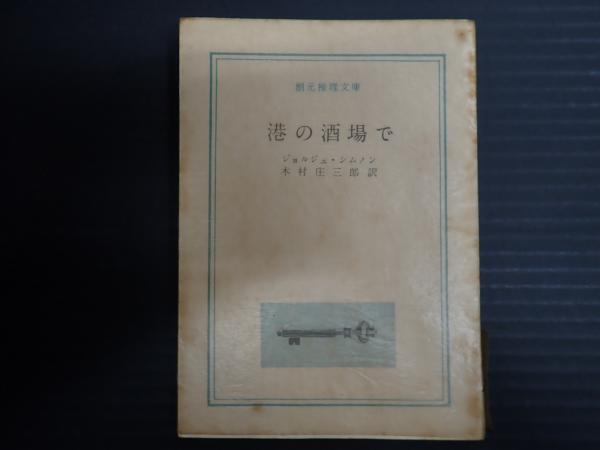 創元推理文庫
港の酒場で
ジョルジュ・シムノン
木村庄三郎訳